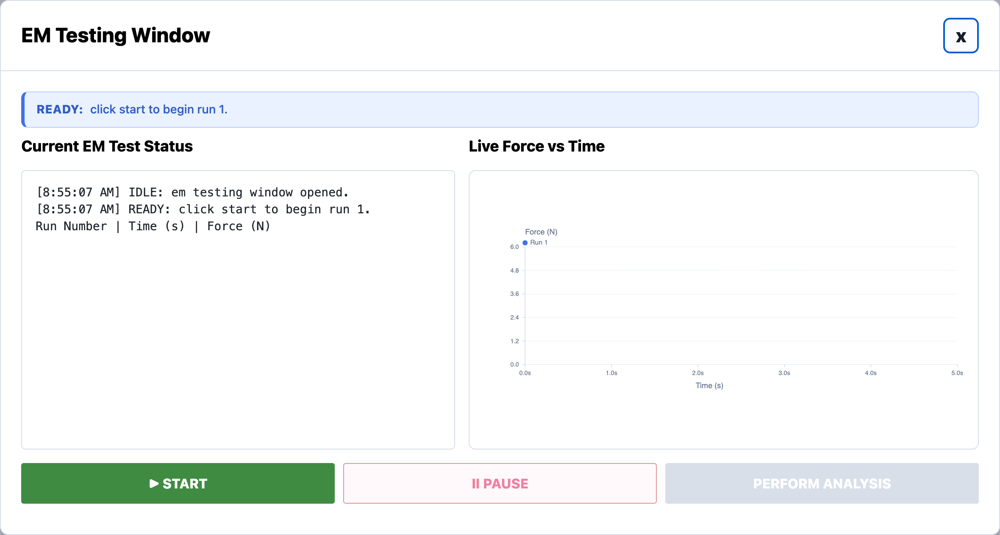 EM Testing Window
X
READY: click start to begin run 1.
Current EM Test Status
[8:55:07 AM] IDLE: em testing window opened.
[8:55:07 AM] READY: click start to begin run 1.
Run Number | Time (s) | Force (N)
Live Force vs Time
Force (N)
Run 1
6.0
4.8
3.6
2.4
1.2
0.0
0.0s 1.0s 2.0s 3.0s 4.0s 5.0s
Time (s)
▶ START
II PAUSE
PERFORM ANALYSIS